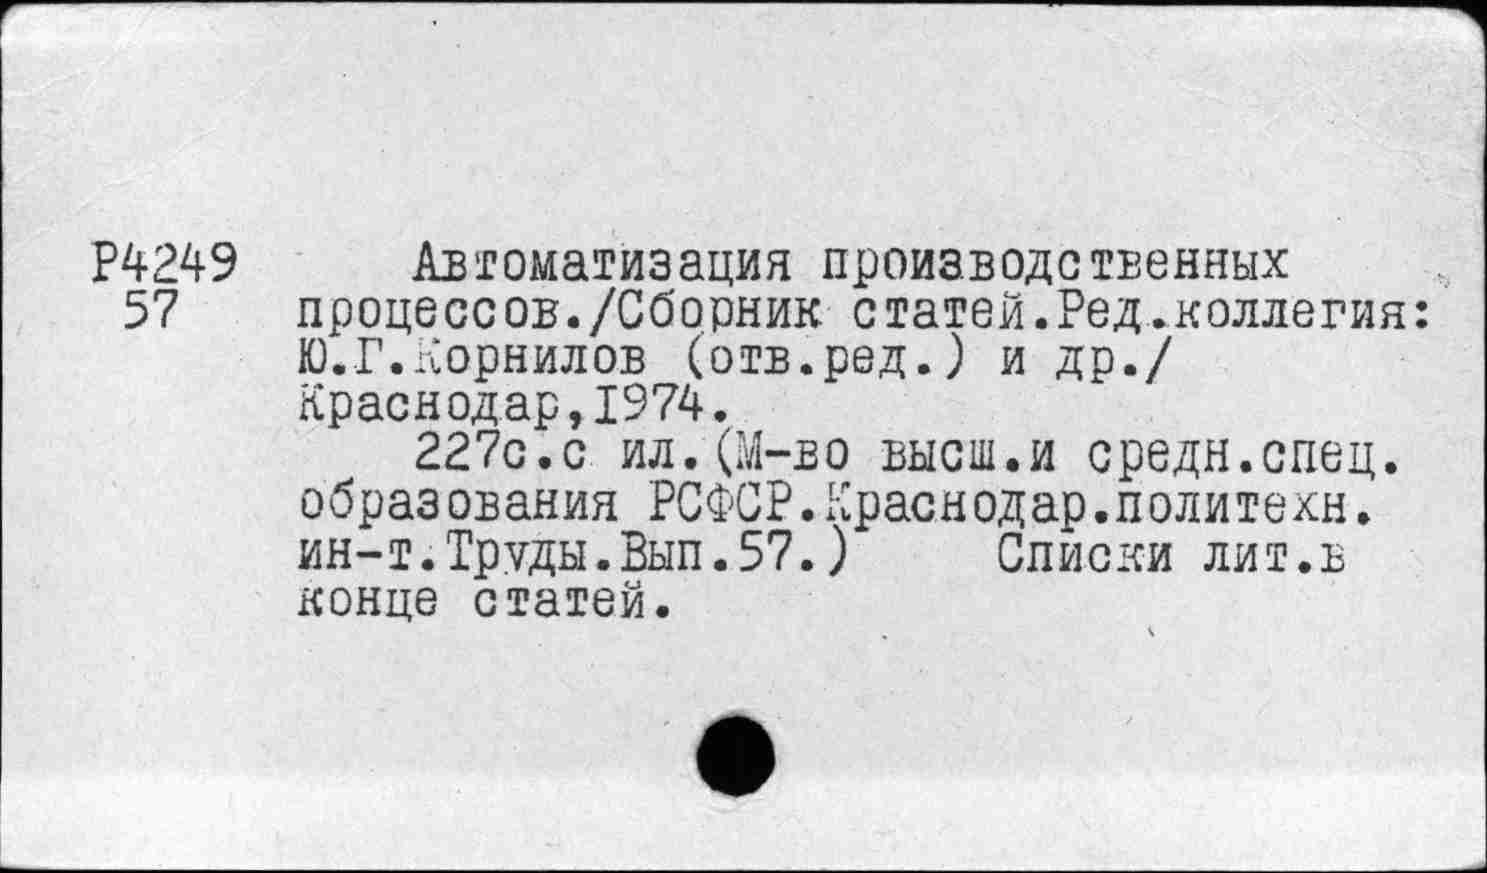 Р4249 Автоматизация производственных
57 процессов./Сборник статей.Ред.коллегия:
Ю.Г.Корнилов (отв.ред.) и др./
Краснодар,1974.
227с.с ил.(М-во высш.и средн.спец.
образования РСФСР.Краснодар.политехн.
ин-т.Труды.Вып.57.) Списки лит.в
конце статей.